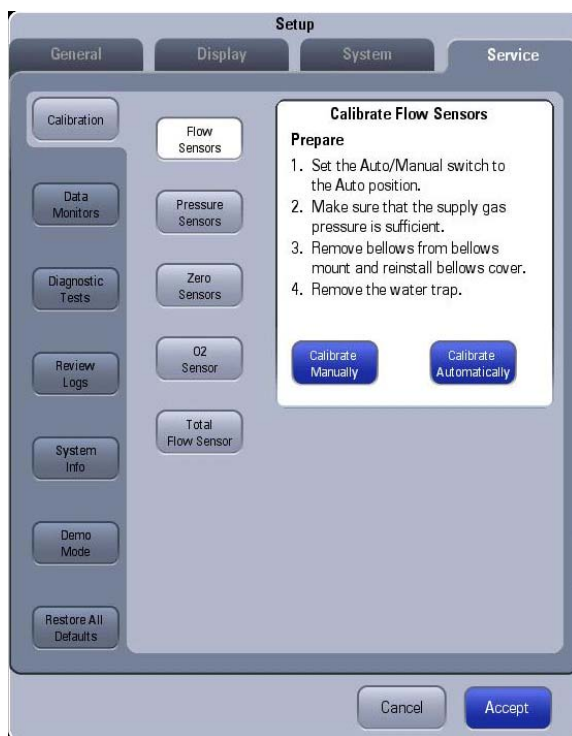 Setup
General
Display
System
Service
Calibration
Data
Monitors
Diagnostic
Tests
Review
Logs
System
Info
Demo
Mode
Restore All
Defaults
Flow
Sensors
Pressure
Sensors
Zero
Sensors
O2
Sensor
Total
Flow Sensor
Calibrate Flow Sensors
Prepare
1. Set the Auto/Manual switch to
the Auto position.
2. Make sure that the supply gas
pressure is sufficient.
3. Remove bellows from bellows
mount and reinstall bellows cover.
4. Remove the water trap.
Calibrate
Manually
Calibrate
Automatically
Cancel
Accept